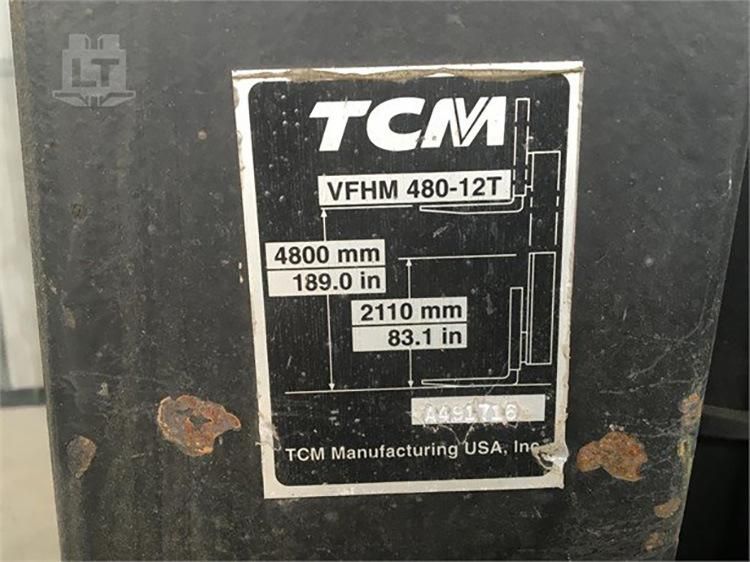 LT
TCM
VFHM 480-12T
4800 mm
189.0 in
2110 mm
83.1 in
A491716
TCM Manufacturing USA, Inc.